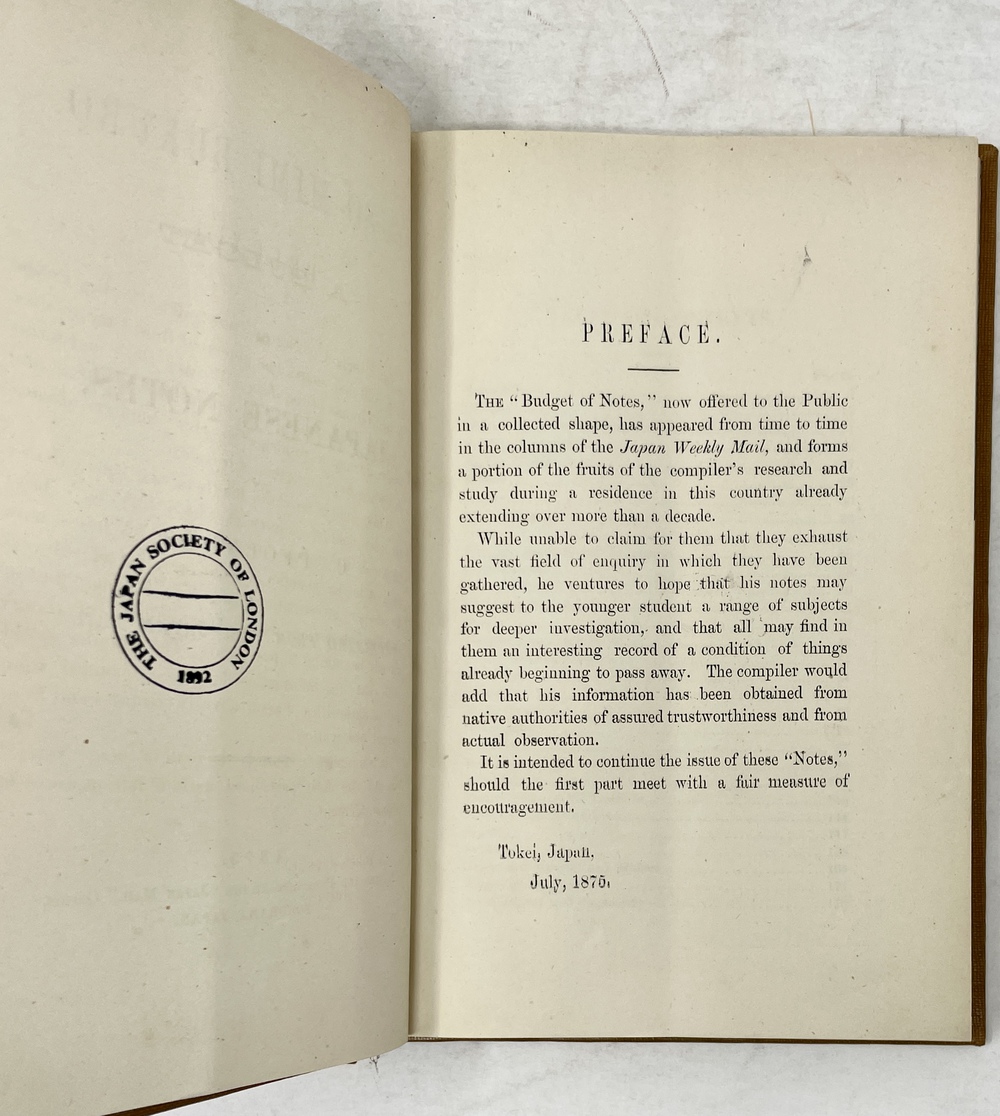 THE JAPAN SOCIETY OF LONDON
1892
PREFACE.
THE “Budget of Notes,” now offered to the Public
in a collected shape, has appeared from time to time
in the columns of the Japan Weekly Mail, and forms
a portion of the fruits of the compiler’s research and
study during a residence in this country already
extending over more than a decade.
While unable to claim for them that they exhaust
the vast field of enquiry in which they have been
gathered, he ventures to hope that his notes may
suggest to the younger student a range of subjects
for deeper investigation, and that all may find in
them an interesting record of a condition of things
already beginning to pass away. The compiler would
add that his information has been obtained from
native authorities of assured trustworthiness and from
actual observation.
It is intended to continue the issue of these “Notes,”
should the first part meet with a fair measure of
encouragement.
Tokei, Japan.
July, 1875.